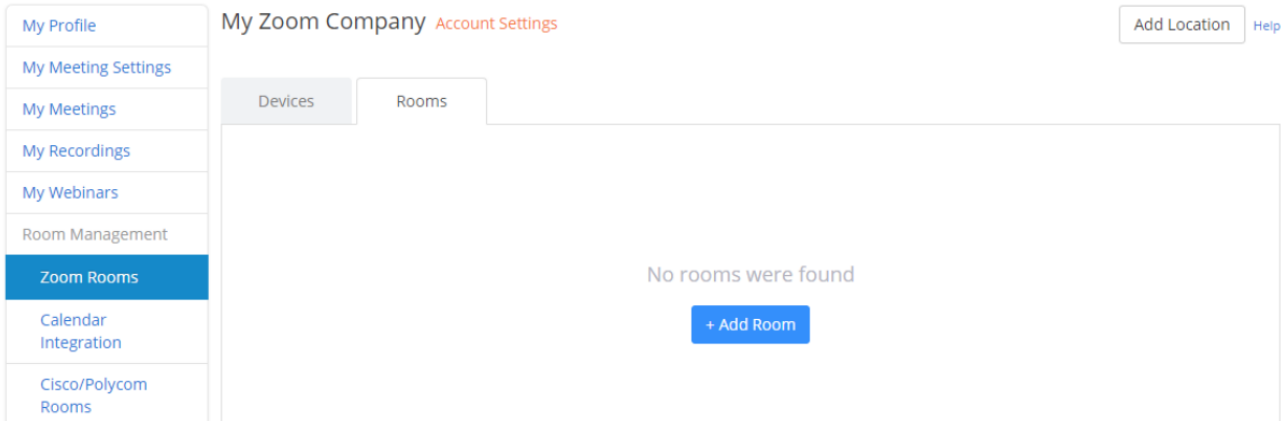 My Profile
My Meeting Settings
My Meetings
My Recordings
My Webinars
Room Management
Zoom Rooms
Calendar
Integration
Cisco/Polycom
Rooms
My Zoom Company Account Settings
Add Location Help
Devices Rooms
No rooms were found
+ Add Room